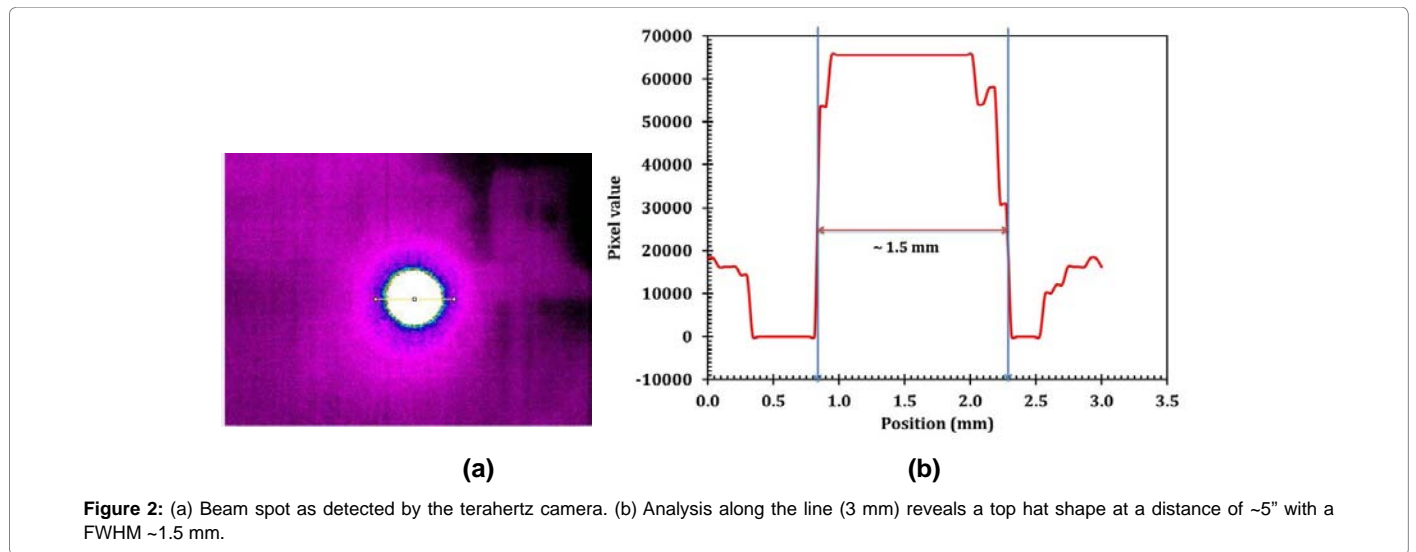 70000
60000
50000
40000
30000
20000
10000
0
-10000
Pixel value
~ 1.5 mm
0.0 0.5 1.0 1.5 2.0 2.5 3.0 3.5
Position (mm)
(a) (b)
Figure 2: (a) Beam spot as detected by the terahertz camera. (b) Analysis along the line (3 mm) reveals a top hat shape at a distance of ~5” with a
FWHM ~1.5 mm.